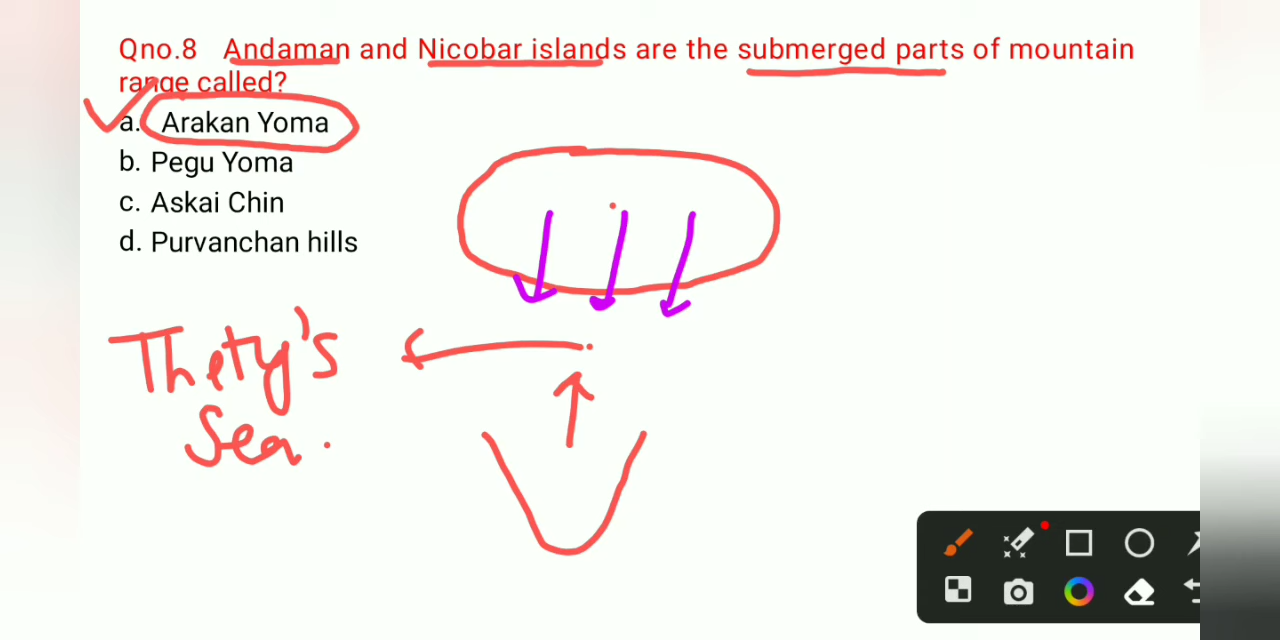 Qno.8 Andaman and Nicobar islands are the submerged parts of mountain
range called?
a. Arakan Yoma
b. Pegu Yoma
c. Askai Chin
d. Purvanchan hills
Thety's
Sea.